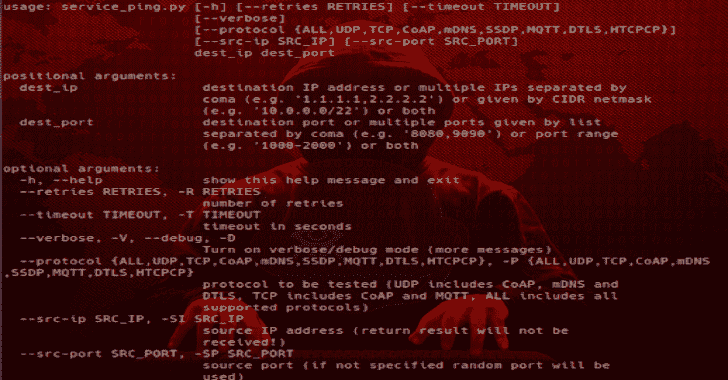 usage: service_ping.py [-h] [--retries RETRIES] [--timeout TIMEOUT]
[--verbose]
[--protocol {ALL,UDP,TCP,CoAP,mDNS,SSDP,MQTT,DTLS,HTCPCP}]
[--src-ip SRC_IP] [--src-port SRC_PORT]
dest_ip dest_port
positional arguments:
dest_ip destination IP address or multiple IPs separated by
coma (e.g. '1.1.1.1,2.2.2.2') or given by CIDR netmask
(e.g. '10.0.0.0/22') or both
dest_port destination port or multiple ports given by list
separated by coma (e.g. '8080,9090') or port range
(e.g. '1000-2000') or both
optional arguments:
-h, --help show this help message and exit
--retries RETRIES, -R RETRIES
number of retries
--timeout TIMEOUT, -T TIMEOUT
timeout in seconds
--verbose, -V, --debug, -D
Turn on verbose/debug mode (more messages)
--protocol {ALL,UDP,TCP,CoAP,mDNS,SSDP,MQTT,DTLS,HTCPCP}, -P {ALL,UDP,TCP,CoAP,mDNS
,SSDP,MQTT,DTLS,HTCPCP}
protocol to be tested (UDP includes CoAP, mDNS and
DTLS, TCP includes CoAP and MQTT, ALL includes all
supported protocols)
--src-ip SRC_IP, -SI SRC_IP
source IP address (return result will not be
received!)
--src-port SRC_PORT, -SP SRC_PORT
source port (if not specified random port will be
used)